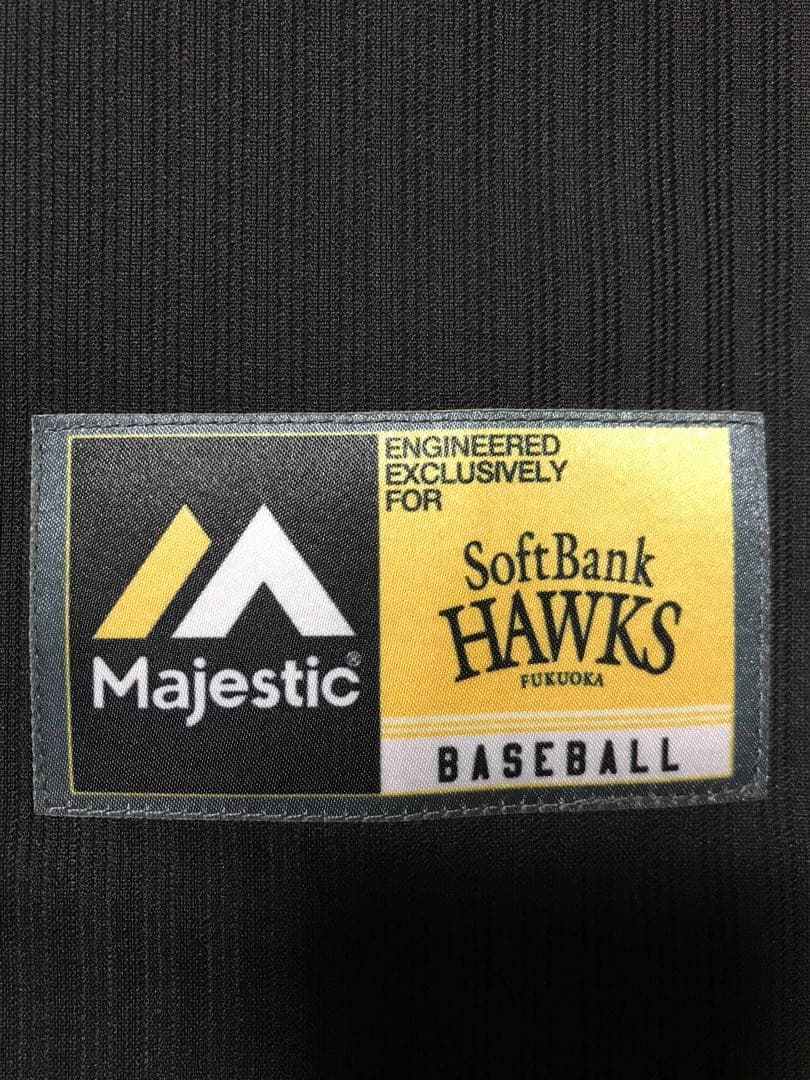 Majestic®
ENGINEERED
EXCLUSIVELY
FOR
SoftBank
HAWKS
FUKUOKA
BASEBALL